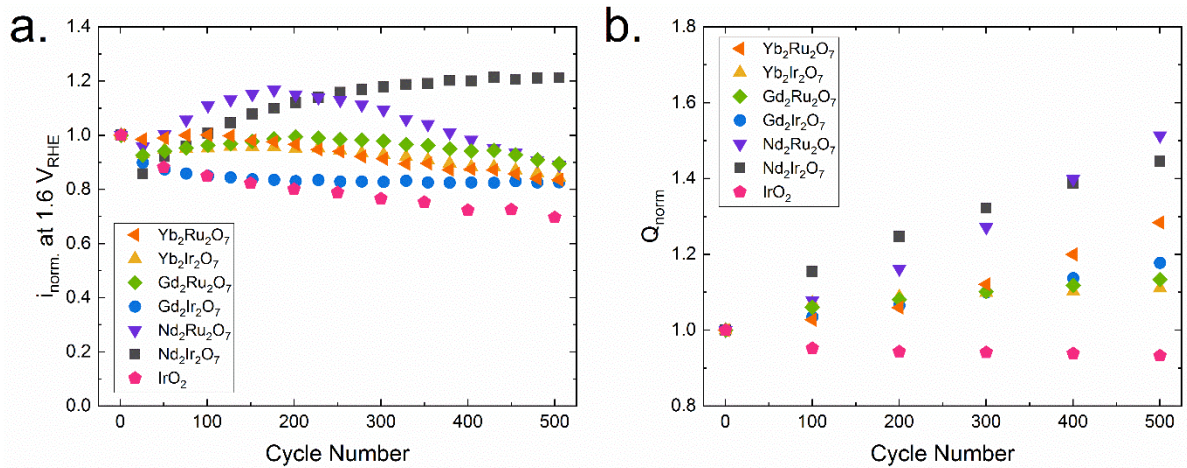 a.
i norm. at 1.6 V RHE
1.4
1.2
1.0
0.8
0.6
0.4
0.2
0.0
Yb₂Ru₂O₇
Yb₂Ir₂O₇
Gd₂Ru₂O₇
Gd₂Ir₂O₇
Nd₂Ru₂O₇
Nd₂Ir₂O₇
IrO₂
0 100 200 300 400 500
Cycle Number
b.
Q norm
1.8
1.6
1.4
1.2
1.0
0.8
Yb₂Ru₂O₇
Yb₂Ir₂O₇
Gd₂Ru₂O₇
Gd₂Ir₂O₇
Nd₂Ru₂O₇
Nd₂Ir₂O₇
IrO₂
0 100 200 300 400 500
Cycle Number